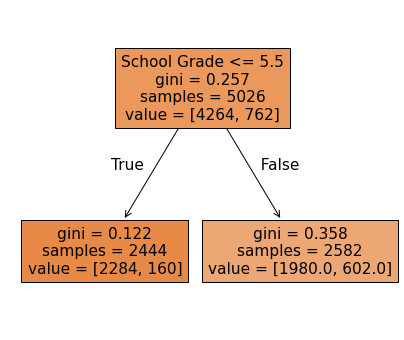 School Grade <= 5.5
gini = 0.257
samples = 5026
value = [4264, 762]
True
False
gini = 0.122
samples = 2444
value = [2284, 160]
gini = 0.358
samples = 2582
value = [1980.0, 602.0]